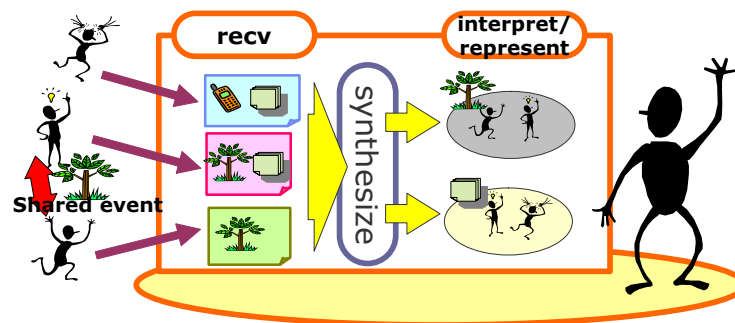 recv
interpret/
represent
synthesize
Shared event